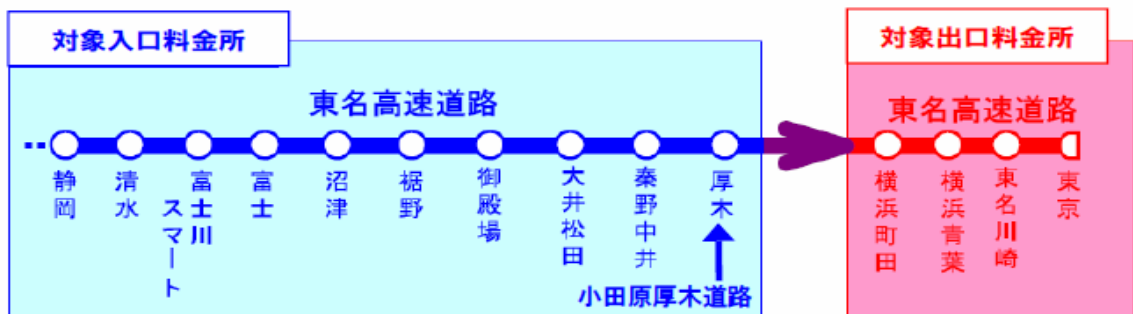 対象入口料金所
対象出口料金所
東名高速道路
東名高速道路
静岡
清水
富士川
スマート
富士
沼津
裾野
御殿場
大井松田
秦野中井
厚木
横浜町田
横浜青葉
東名川崎
東京
小田原厚木道路